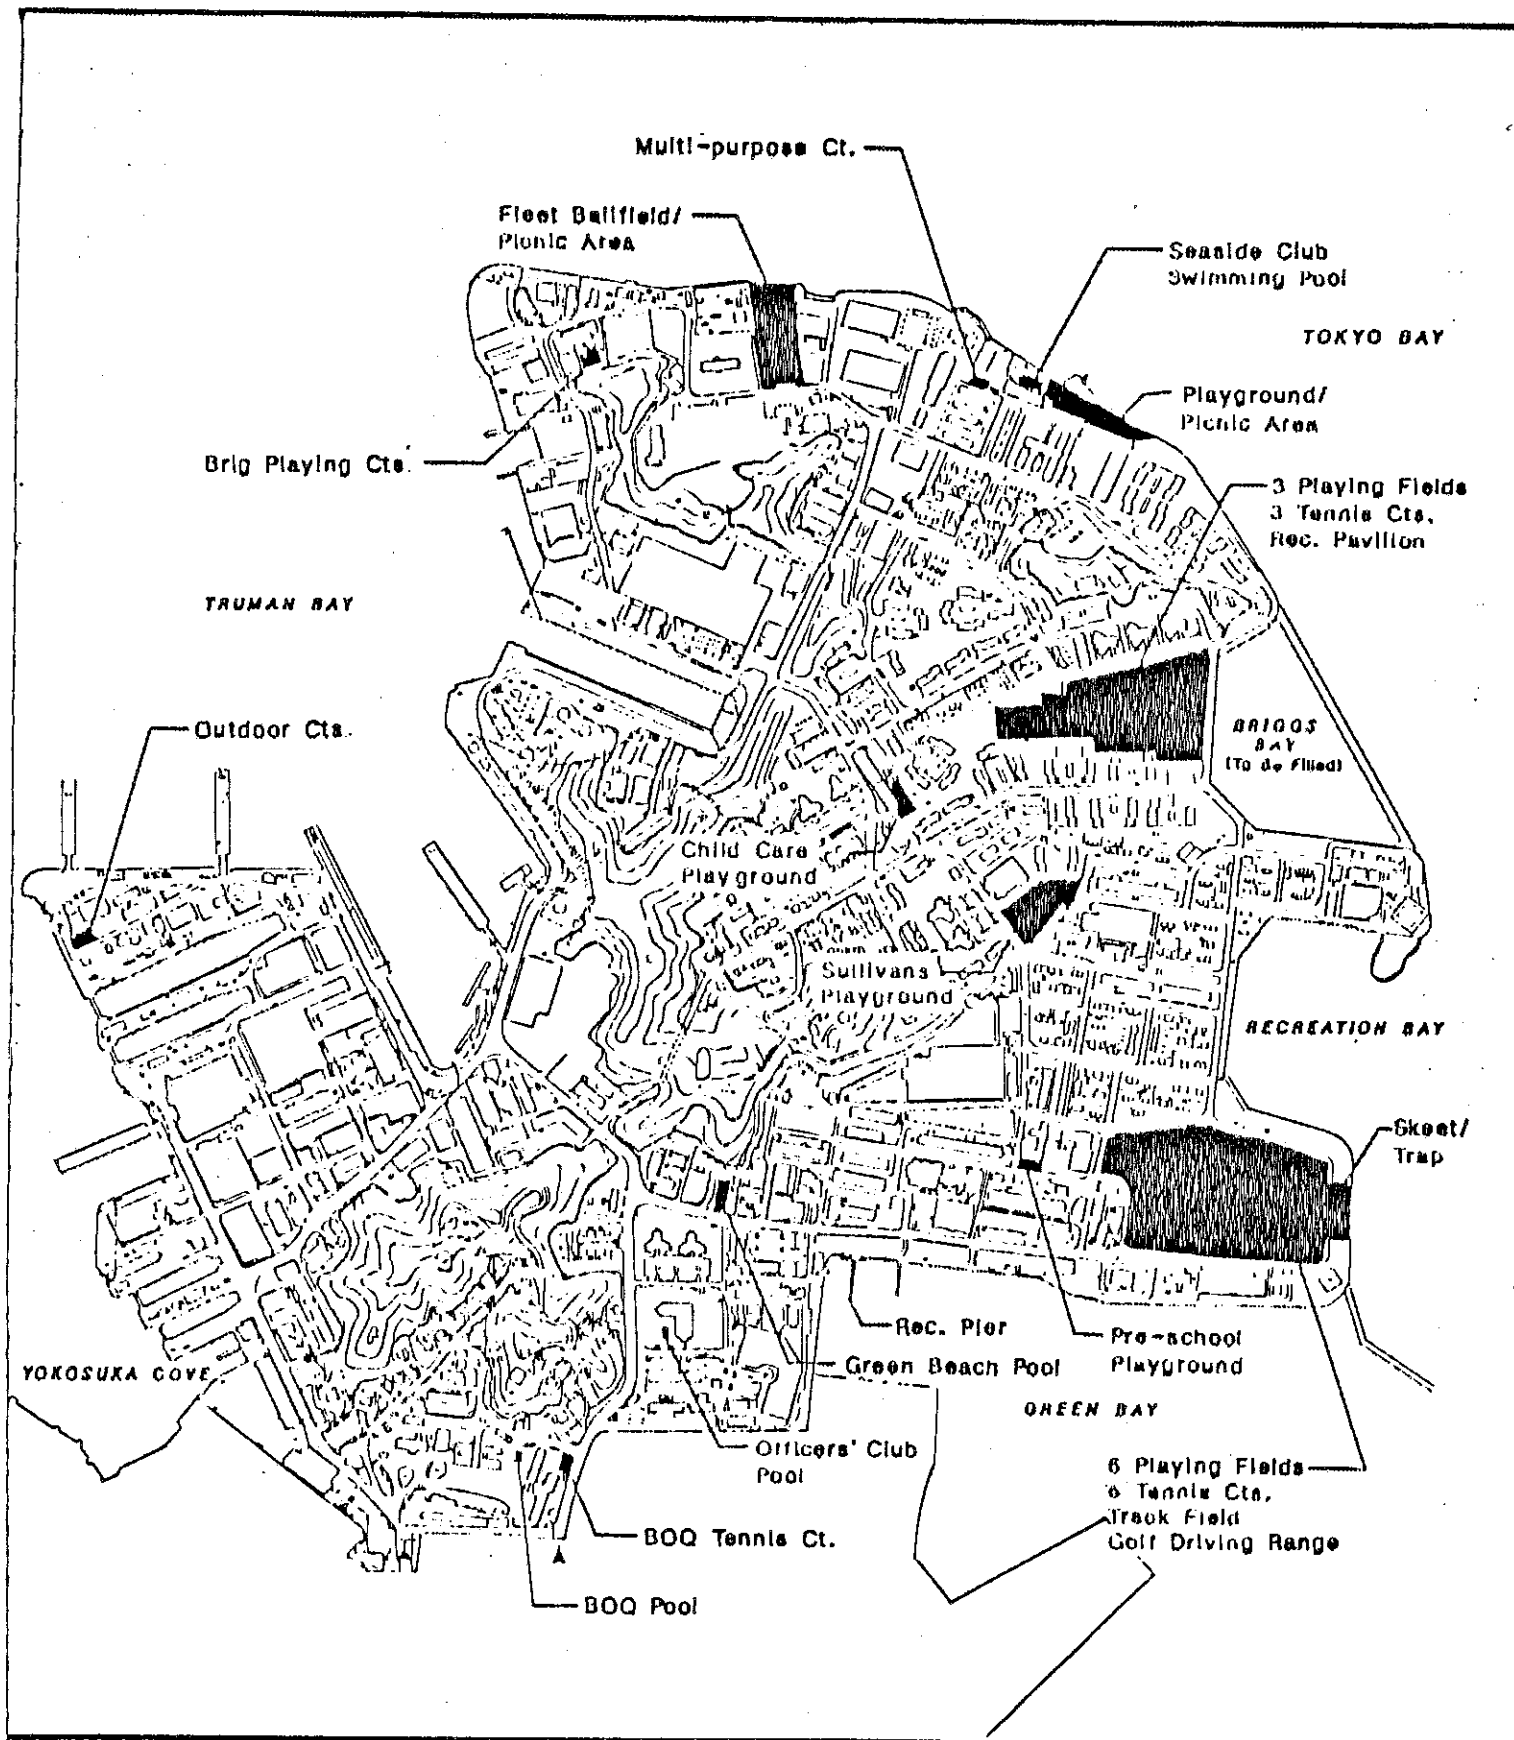 Multi-purpose Ct.
Fleet Ballfield/
Picnic Area
Seaside Club
Swimming Pool
TOKYO BAY
Playground/
Picnic Area
Brig Playing Cts.
3 Playing Fields
3 Tennis Cts.
Rec. Pavilion
TRUMAN BAY
Outdoor Cts.
BRIGGS
BAY
(To be Filled)
Child Care
Playground
Sullivans
Playground
RECREATION BAY
Skeet/
Trap
Rec. Pier
Pre-school
Playground
Green Beach Pool
YOKOSUKA COVE
GREEN BAY
Officers' Club
Pool
6 Playing Fields
6 Tennis Cts.
Track Field
Golf Driving Range
BOQ Tennis Ct.
BOQ Pool